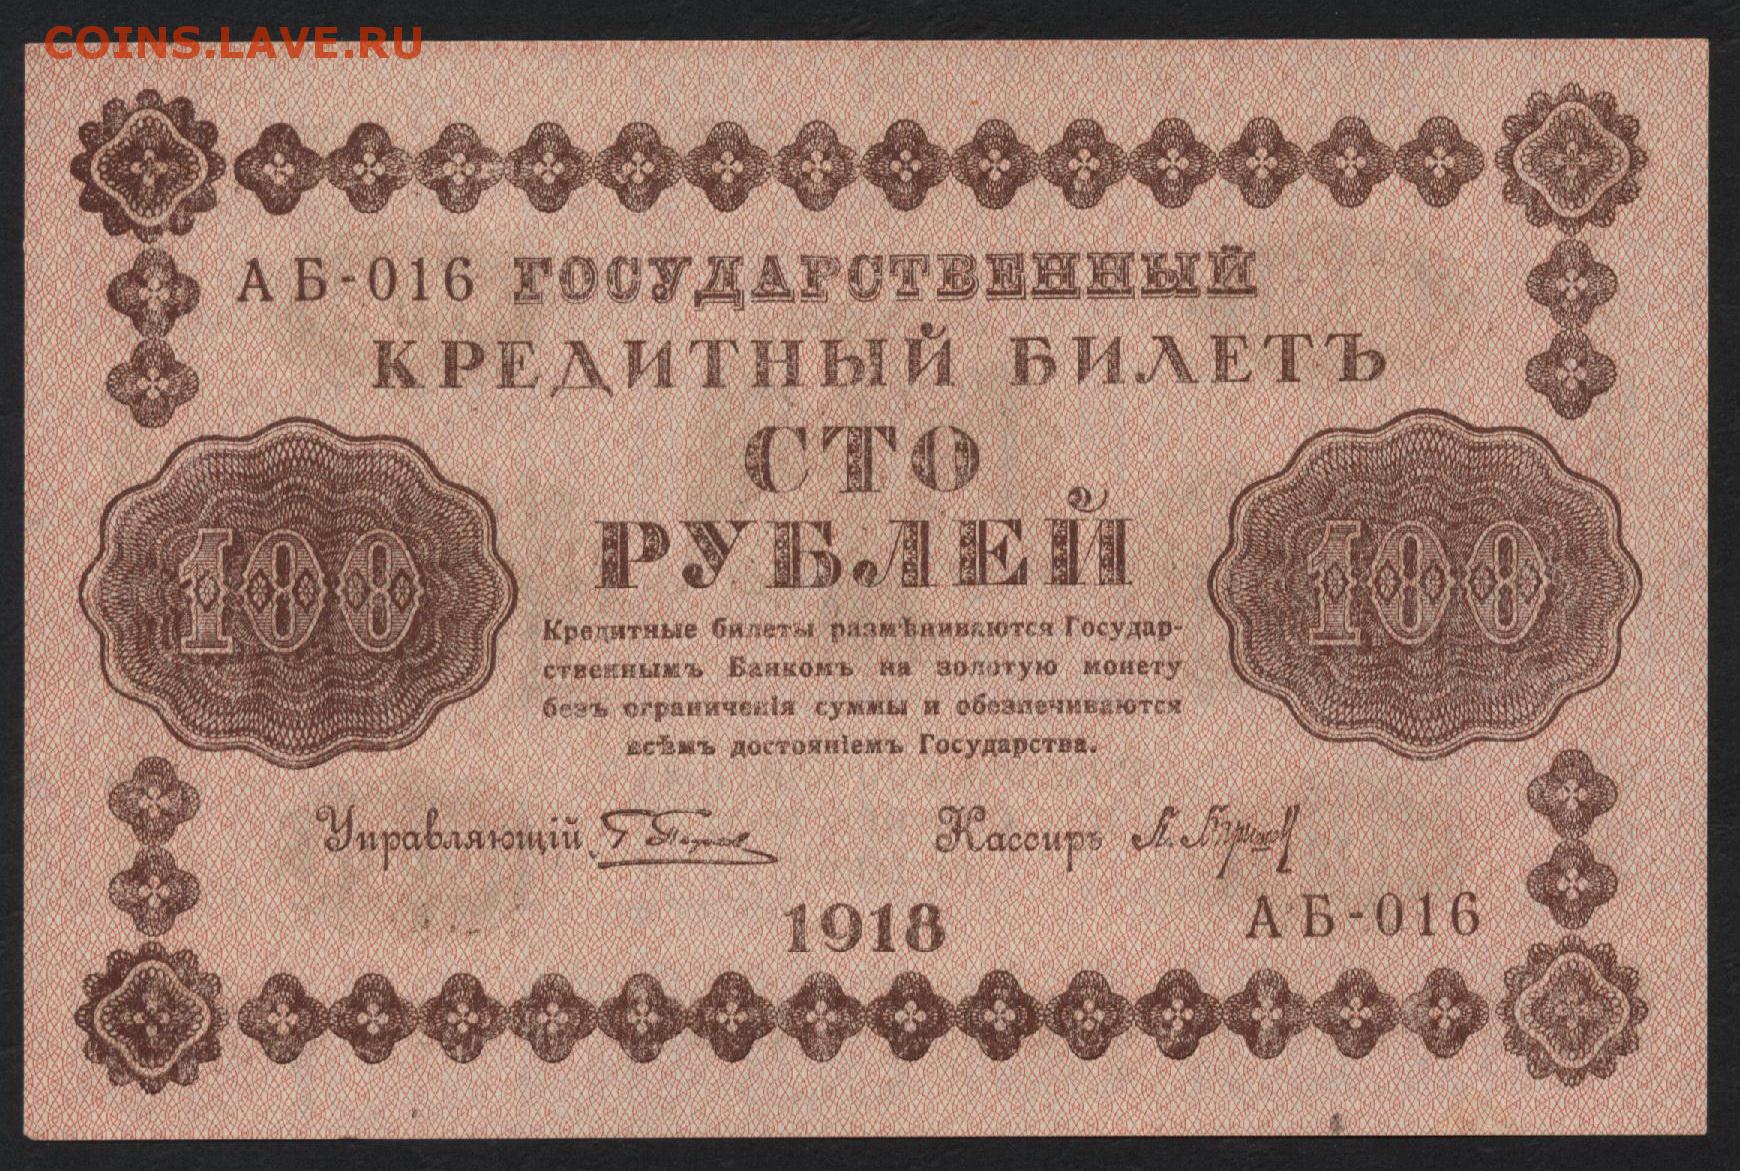 COINS.LAVE.RU
АБ-016 ГОСУДАРСТВЕННЫЙ
КРЕДИТНЫЙ БИЛЕТЪ
СТО
РУБЛЕЙ
100
100
Кредитные билеты размѣниваются Государ-
ственнымъ Банкомъ на золотую монету
безъ ограниченія суммы и обезпечиваются
всѣмъ достояніемъ Государства.
Управляющій
Кассиръ
АБ-016
1918